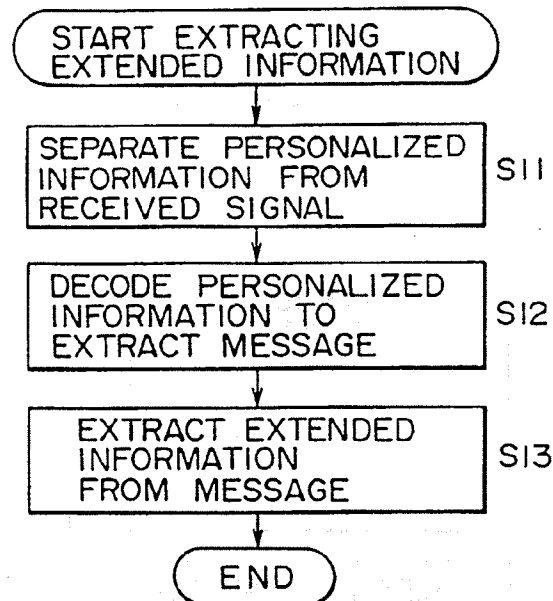 START EXTRACTING
EXTENDED INFORMATION
SEPARATE PERSONALIZED
INFORMATION FROM
RECEIVED SIGNAL
S11
DECODE PERSONALIZED
INFORMATION TO
EXTRACT MESSAGE
S12
EXTRACT EXTENDED
INFORMATION
FROM MESSAGE
S13
END